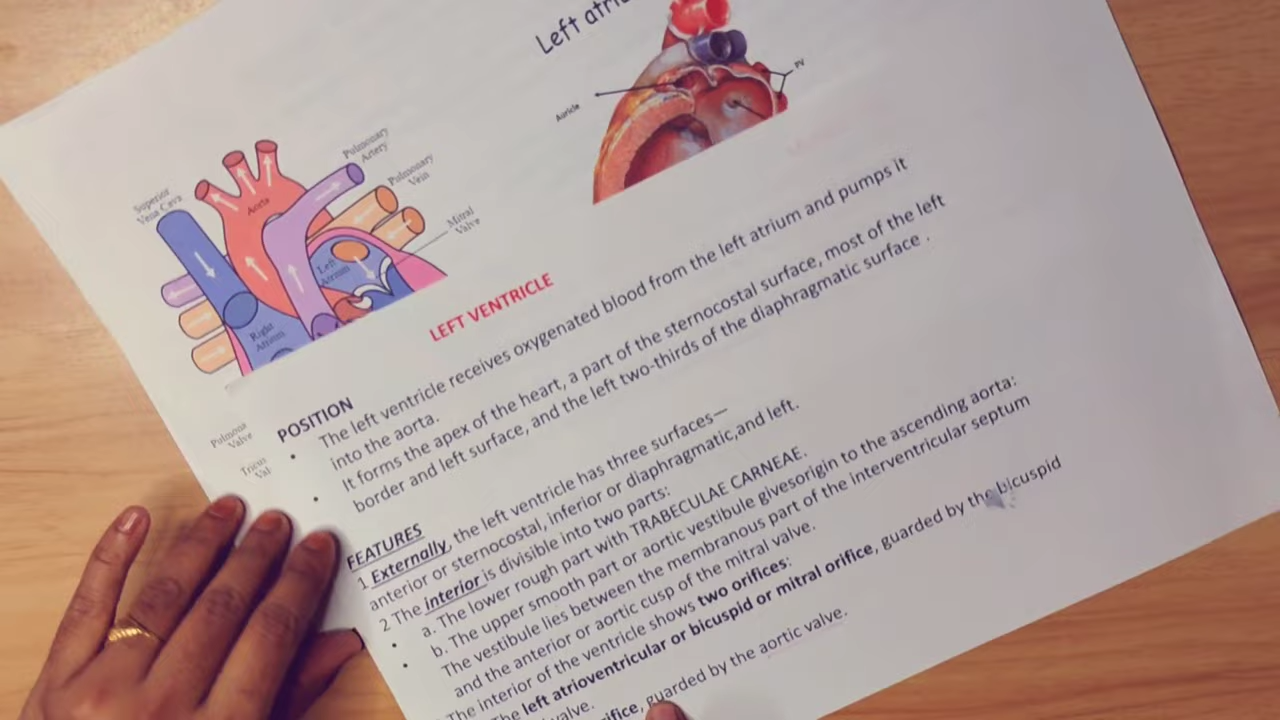 Left
Auricle
PV
Superior
Vena Cava
Aorta
Pulmonary
Artery
Pulmonary
Vein
Mitral
Valve
Left
Atrium
Right
Atrium
Valve
LEFT VENTRICLE
POSITION
• The left ventricle receives oxygenated blood from the left atrium and pumps it
into the aorta.
• It forms the apex of the heart, a part of the sternocostal surface, most of the left
border and left surface, and the left two-thirds of the diaphragmatic surface .
FEATURES
1 Externally, the left ventricle has three surfaces—
anterior or sternocostal, inferior or diaphragmatic,and left.
2 The interior is divisible into two parts:
• a. The lower rough part with TRABECULAE CARNEAE.
• b. The upper smooth part or aortic vestibule givesorigin to the ascending aorta:
The vestibule lies between the membranous part of the interventricular septum
and the anterior or aortic cusp of the mitral valve.
The interior of the ventricle shows two orifices:
The left atrioventricular or bicuspid or mitral orifice, guarded by the bicuspid
valve.
orifice, guarded by the aortic valve.